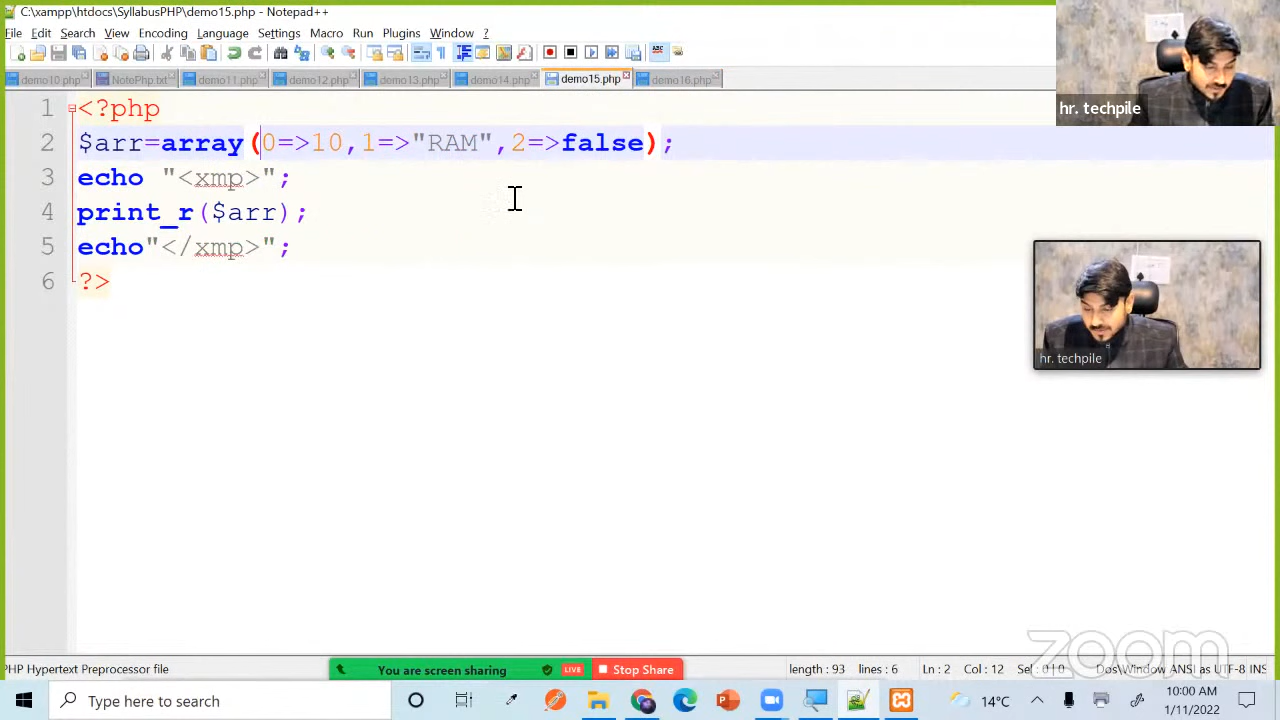 C:\xampp\htdocs\SyllabusPHP\demo15.php - Notepad++
File Edit Search View Encoding Language Settings Macro Run Plugins Window ?
demo10.php NotePhp.txt demo11.php demo12.php demo13.php demo14.php demo15.php demo16.php
1 <?php
2 $arr=array(0=>10,1=>"RAM",2=>false);
3 echo "<xmp>";
4 print_r($arr);
5 echo"</xmp>";
6 ?>
hr. techpile
hr. techpile
zoom
PHP Hypertext Preprocessor file
You are screen sharing LIVE Stop Share
length : 93 lines : 6 Ln : 2 Col : 12 Sel : 0 | 0 Dos\Windows ANSI as UTF-8 INS
Type here to search
14°C
10:00 AM
1/11/2022